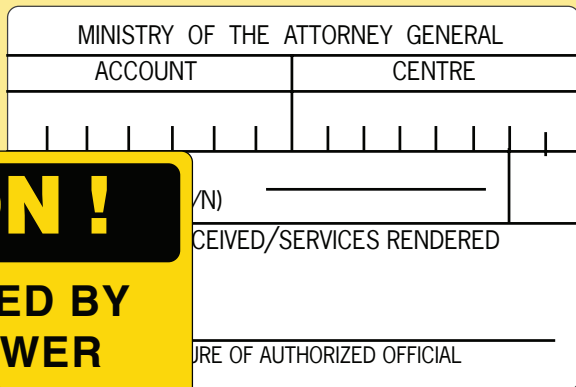 MINISTRY OF THE ATTORNEY GENERAL
ACCOUNT CENTRE
/N)
N !
CEIVED/SERVICES RENDERED
ED BY
WER
URE OF AUTHORIZED OFFICIAL